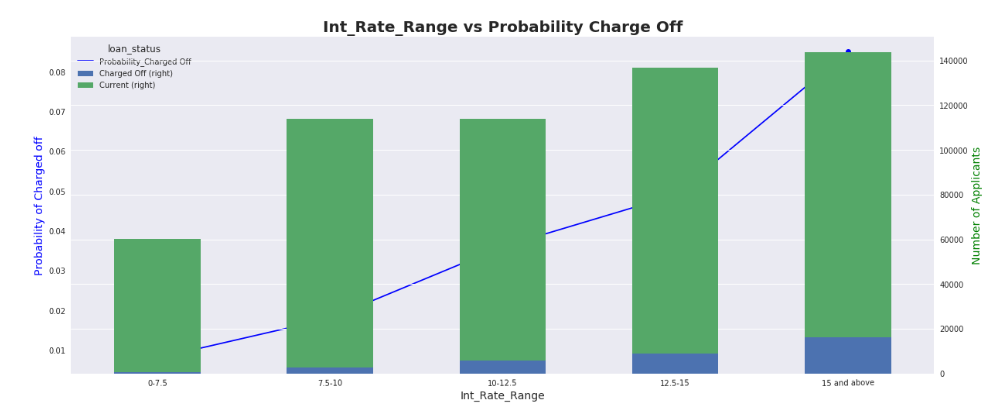 Int_Rate_Range vs Probability Charge Off
loan_status
Probability_Charged Off
Charged Off (right)
Current (right)
Probability of Charged off
0.08
0.07
0.06
0.05
0.04
0.03
0.02
0.01
140000
120000
100000
80000
60000
40000
20000
0
Number of Applicants
0-7.5
7.5-10
10-12.5
12.5-15
15 and above
Int_Rate_Range